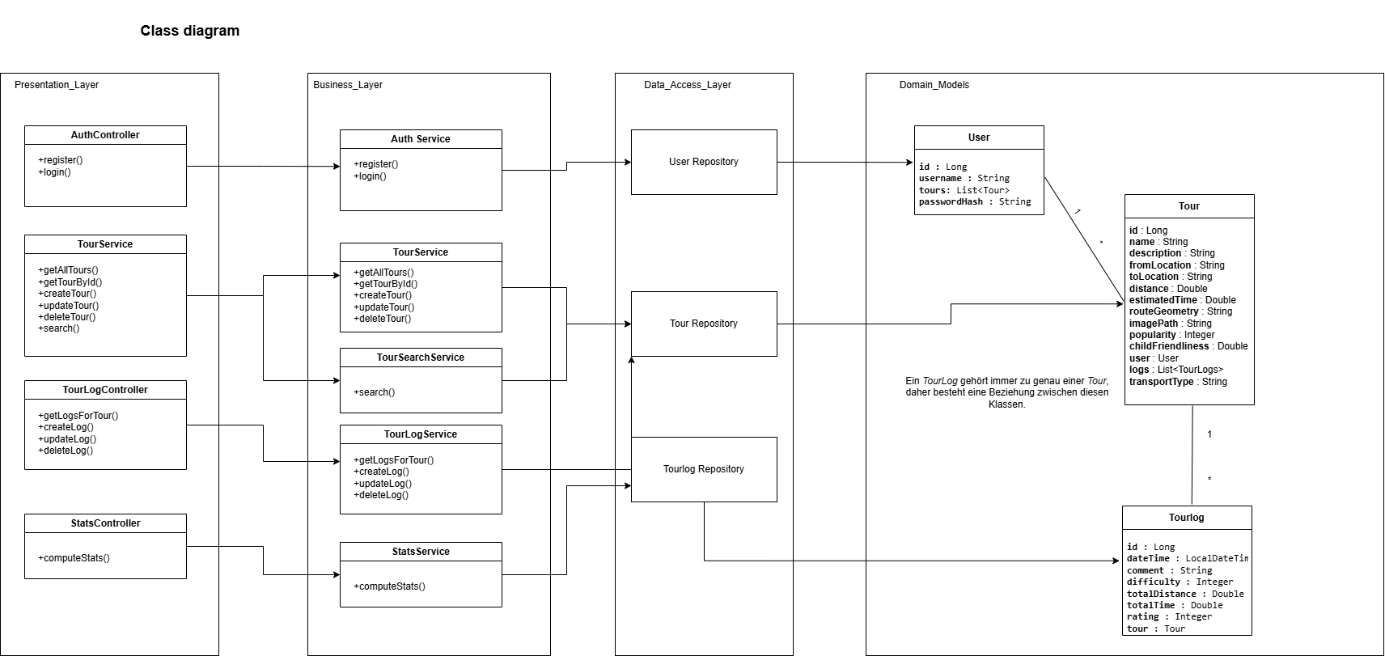 Class diagram
Presentation_Layer
AuthController
+register()
+login()
TourService
+getAllTours()
+getTourById()
+createTour()
+updateTour()
+deleteTour()
+search()
TourLogController
+getLogsForTour()
+createLog()
+updateLog()
+deleteLog()
StatsController
+computeStats()
Business_Layer
Auth Service
+register()
+login()
TourService
+getAllTours()
+getTourById()
+createTour()
+updateTour()
+deleteTour()
TourSearchService
+search()
TourLogService
+getLogsForTour()
+createLog()
+updateLog()
+deleteLog()
StatsService
+computeStats()
Data_Access_Layer
User Repository
Tour Repository
Tourlog Repository
Domain_Models
User
id : Long
username : String
tours: List<Tour>
passwordHash : String
*
Tour
id : Long
name : String
description : String
fromLocation : String
toLocation : String
distance : Double
estimatedTime : Double
routeGeometry : String
imagePath : String
popularity : Integer
childFriendliness : Double
user : User
logs : List<TourLogs>
transportType : String
Ein TourLog gehört immer zu genau einer Tour,
daher besteht eine Beziehung zwischen diesen
Klassen.
1
*
Tourlog
id : Long
dateTime : LocalDateTim
comment : String
difficulty : Integer
totalDistance : Double
totalTime : Double
rating : Integer
tour : Tour